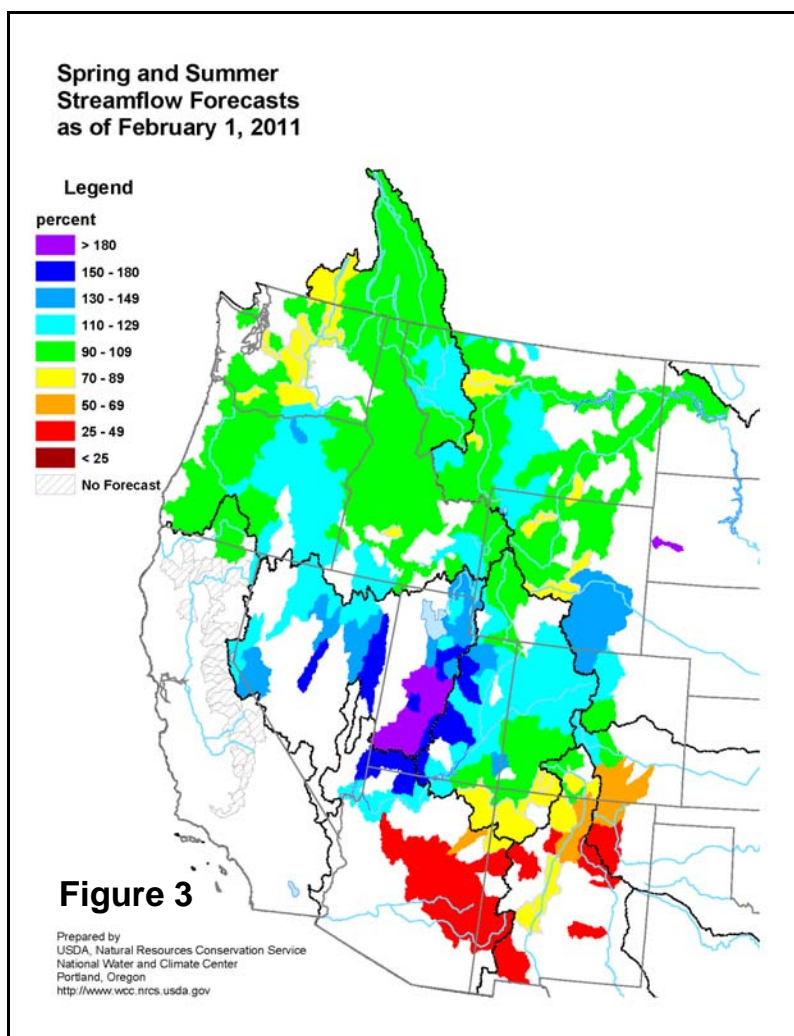 Spring and Summer
Streamflow Forecasts
as of February 1, 2011
Legend
percent
> 180
150 - 180
130 - 149
110 - 129
90 - 109
70 - 89
50 - 69
25 - 49
< 25
No Forecast
Figure 3
Prepared by
USDA, Natural Resources Conservation Service
National Water and Climate Center
Portland, Oregon
http://www.wcc.nrcs.usda.gov